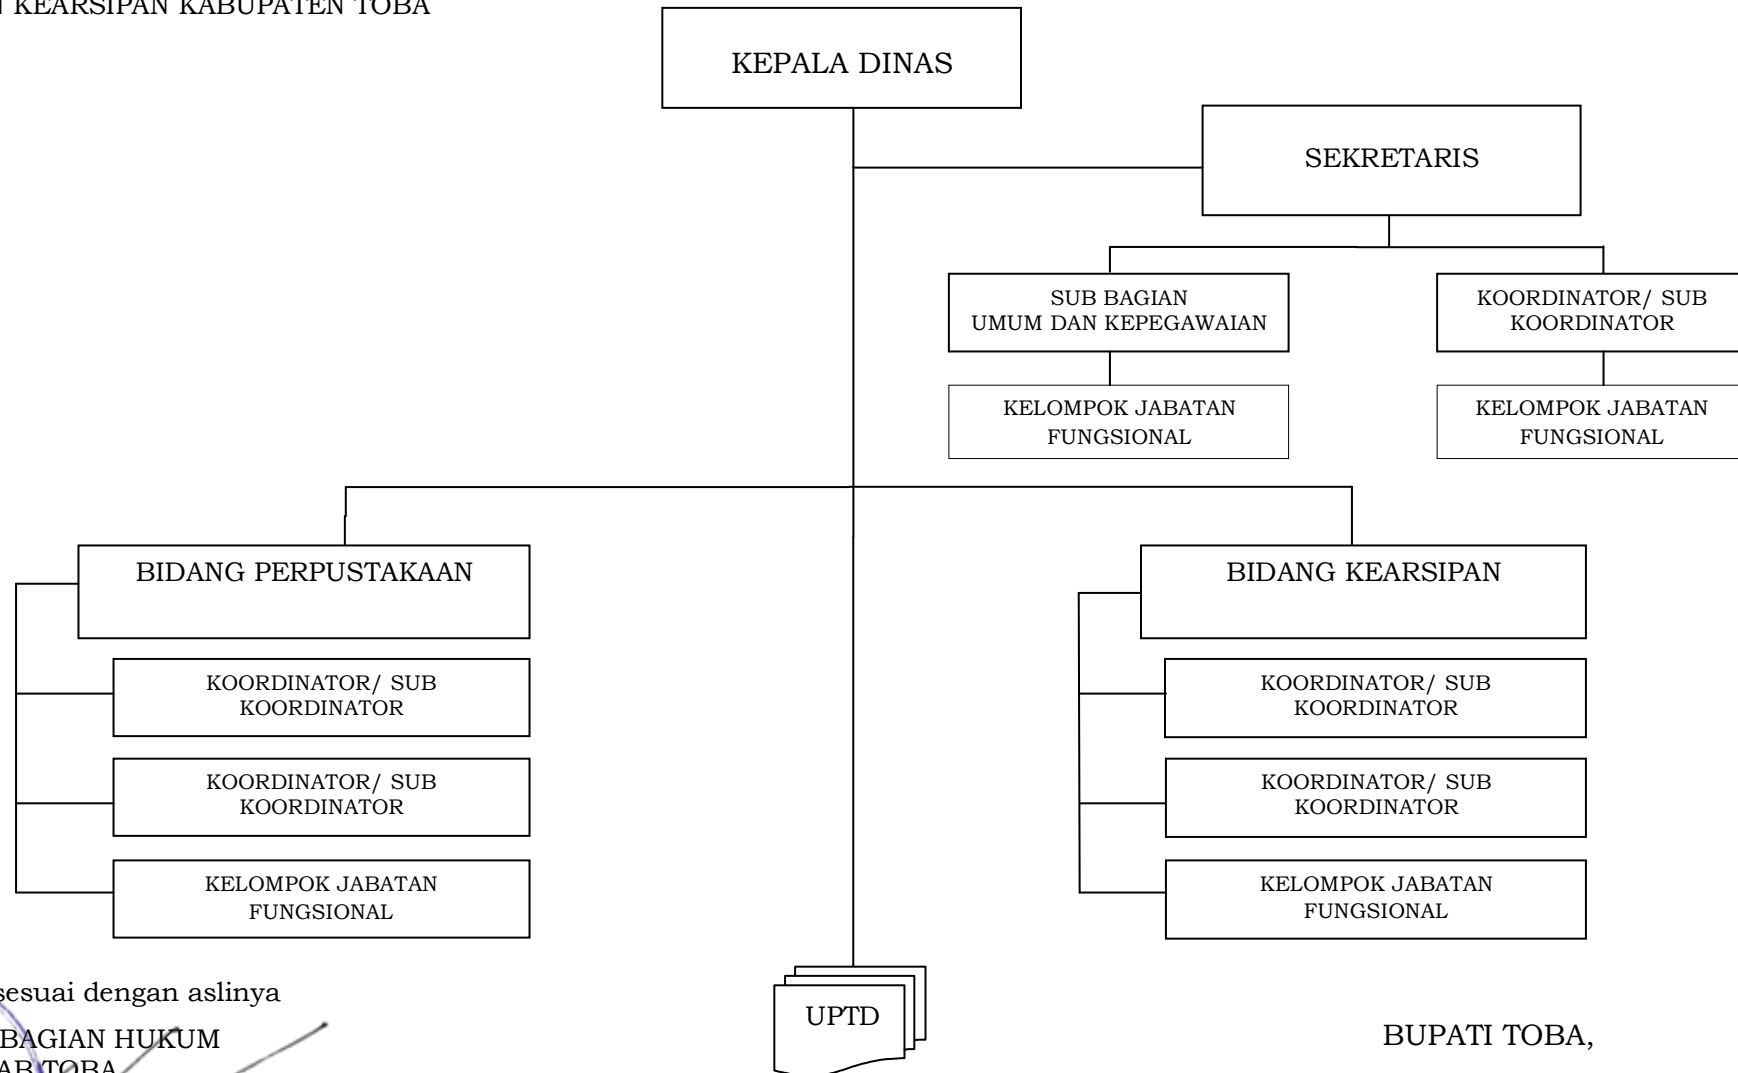 KEARSIPAN KABUPATEN TOBA
KEPALA DINAS
SEKRETARIS
SUB BAGIAN
UMUM DAN KEPEGAWAIAN
KOORDINATOR/ SUB
KOORDINATOR
KELOMPOK JABATAN
FUNGSIONAL
KELOMPOK JABATAN
FUNGSIONAL
BIDANG PERPUSTAKAAN
BIDANG KEARSIPAN
KOORDINATOR/ SUB
KOORDINATOR
KOORDINATOR/ SUB
KOORDINATOR
KOORDINATOR/ SUB
KOORDINATOR
KOORDINATOR/ SUB
KOORDINATOR
KELOMPOK JABATAN
FUNGSIONAL
KELOMPOK JABATAN
FUNGSIONAL
sesuai dengan aslinya
BAGIAN HUKUM
TOBA
UPTD
BUPATI TOBA,